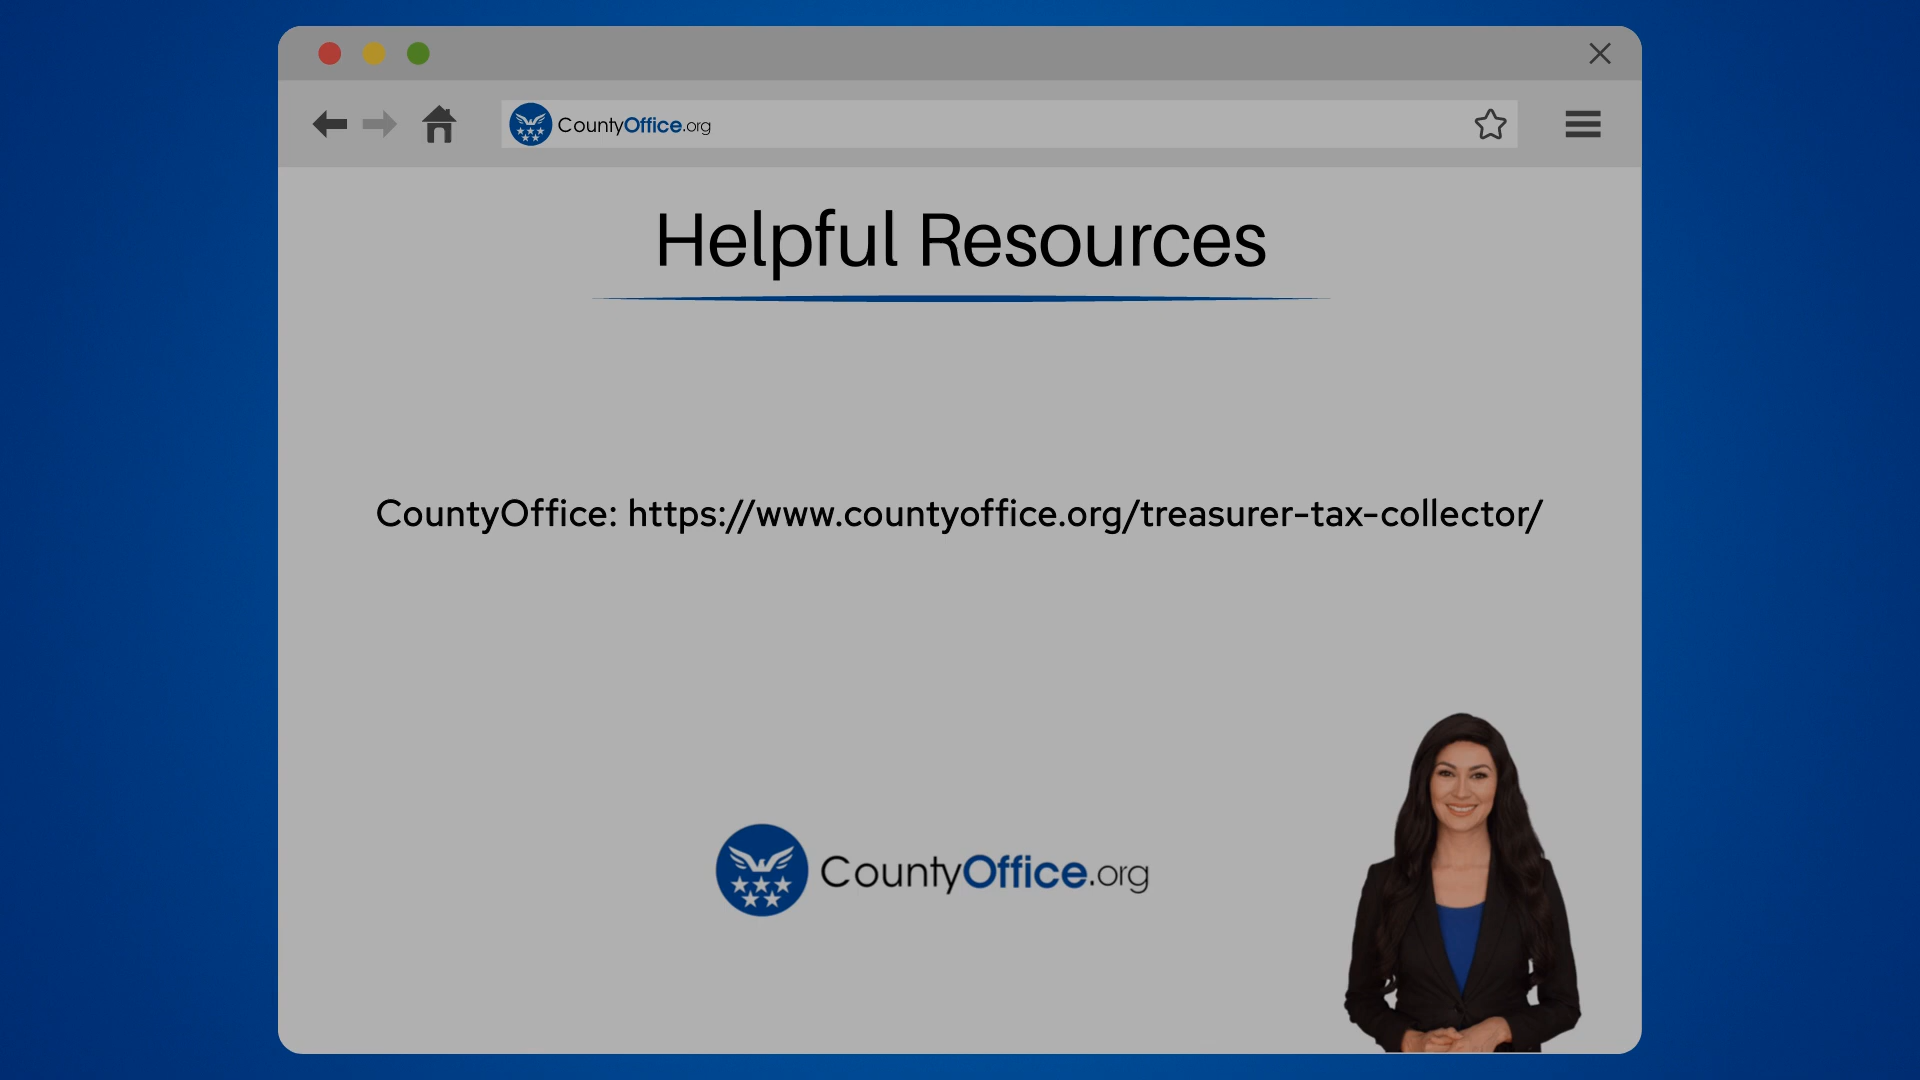 CountyOffice.org
Helpful Resources
CountyOffice: https://www.countyoffice.org/treasurer-tax-collector/
CountyOffice.org